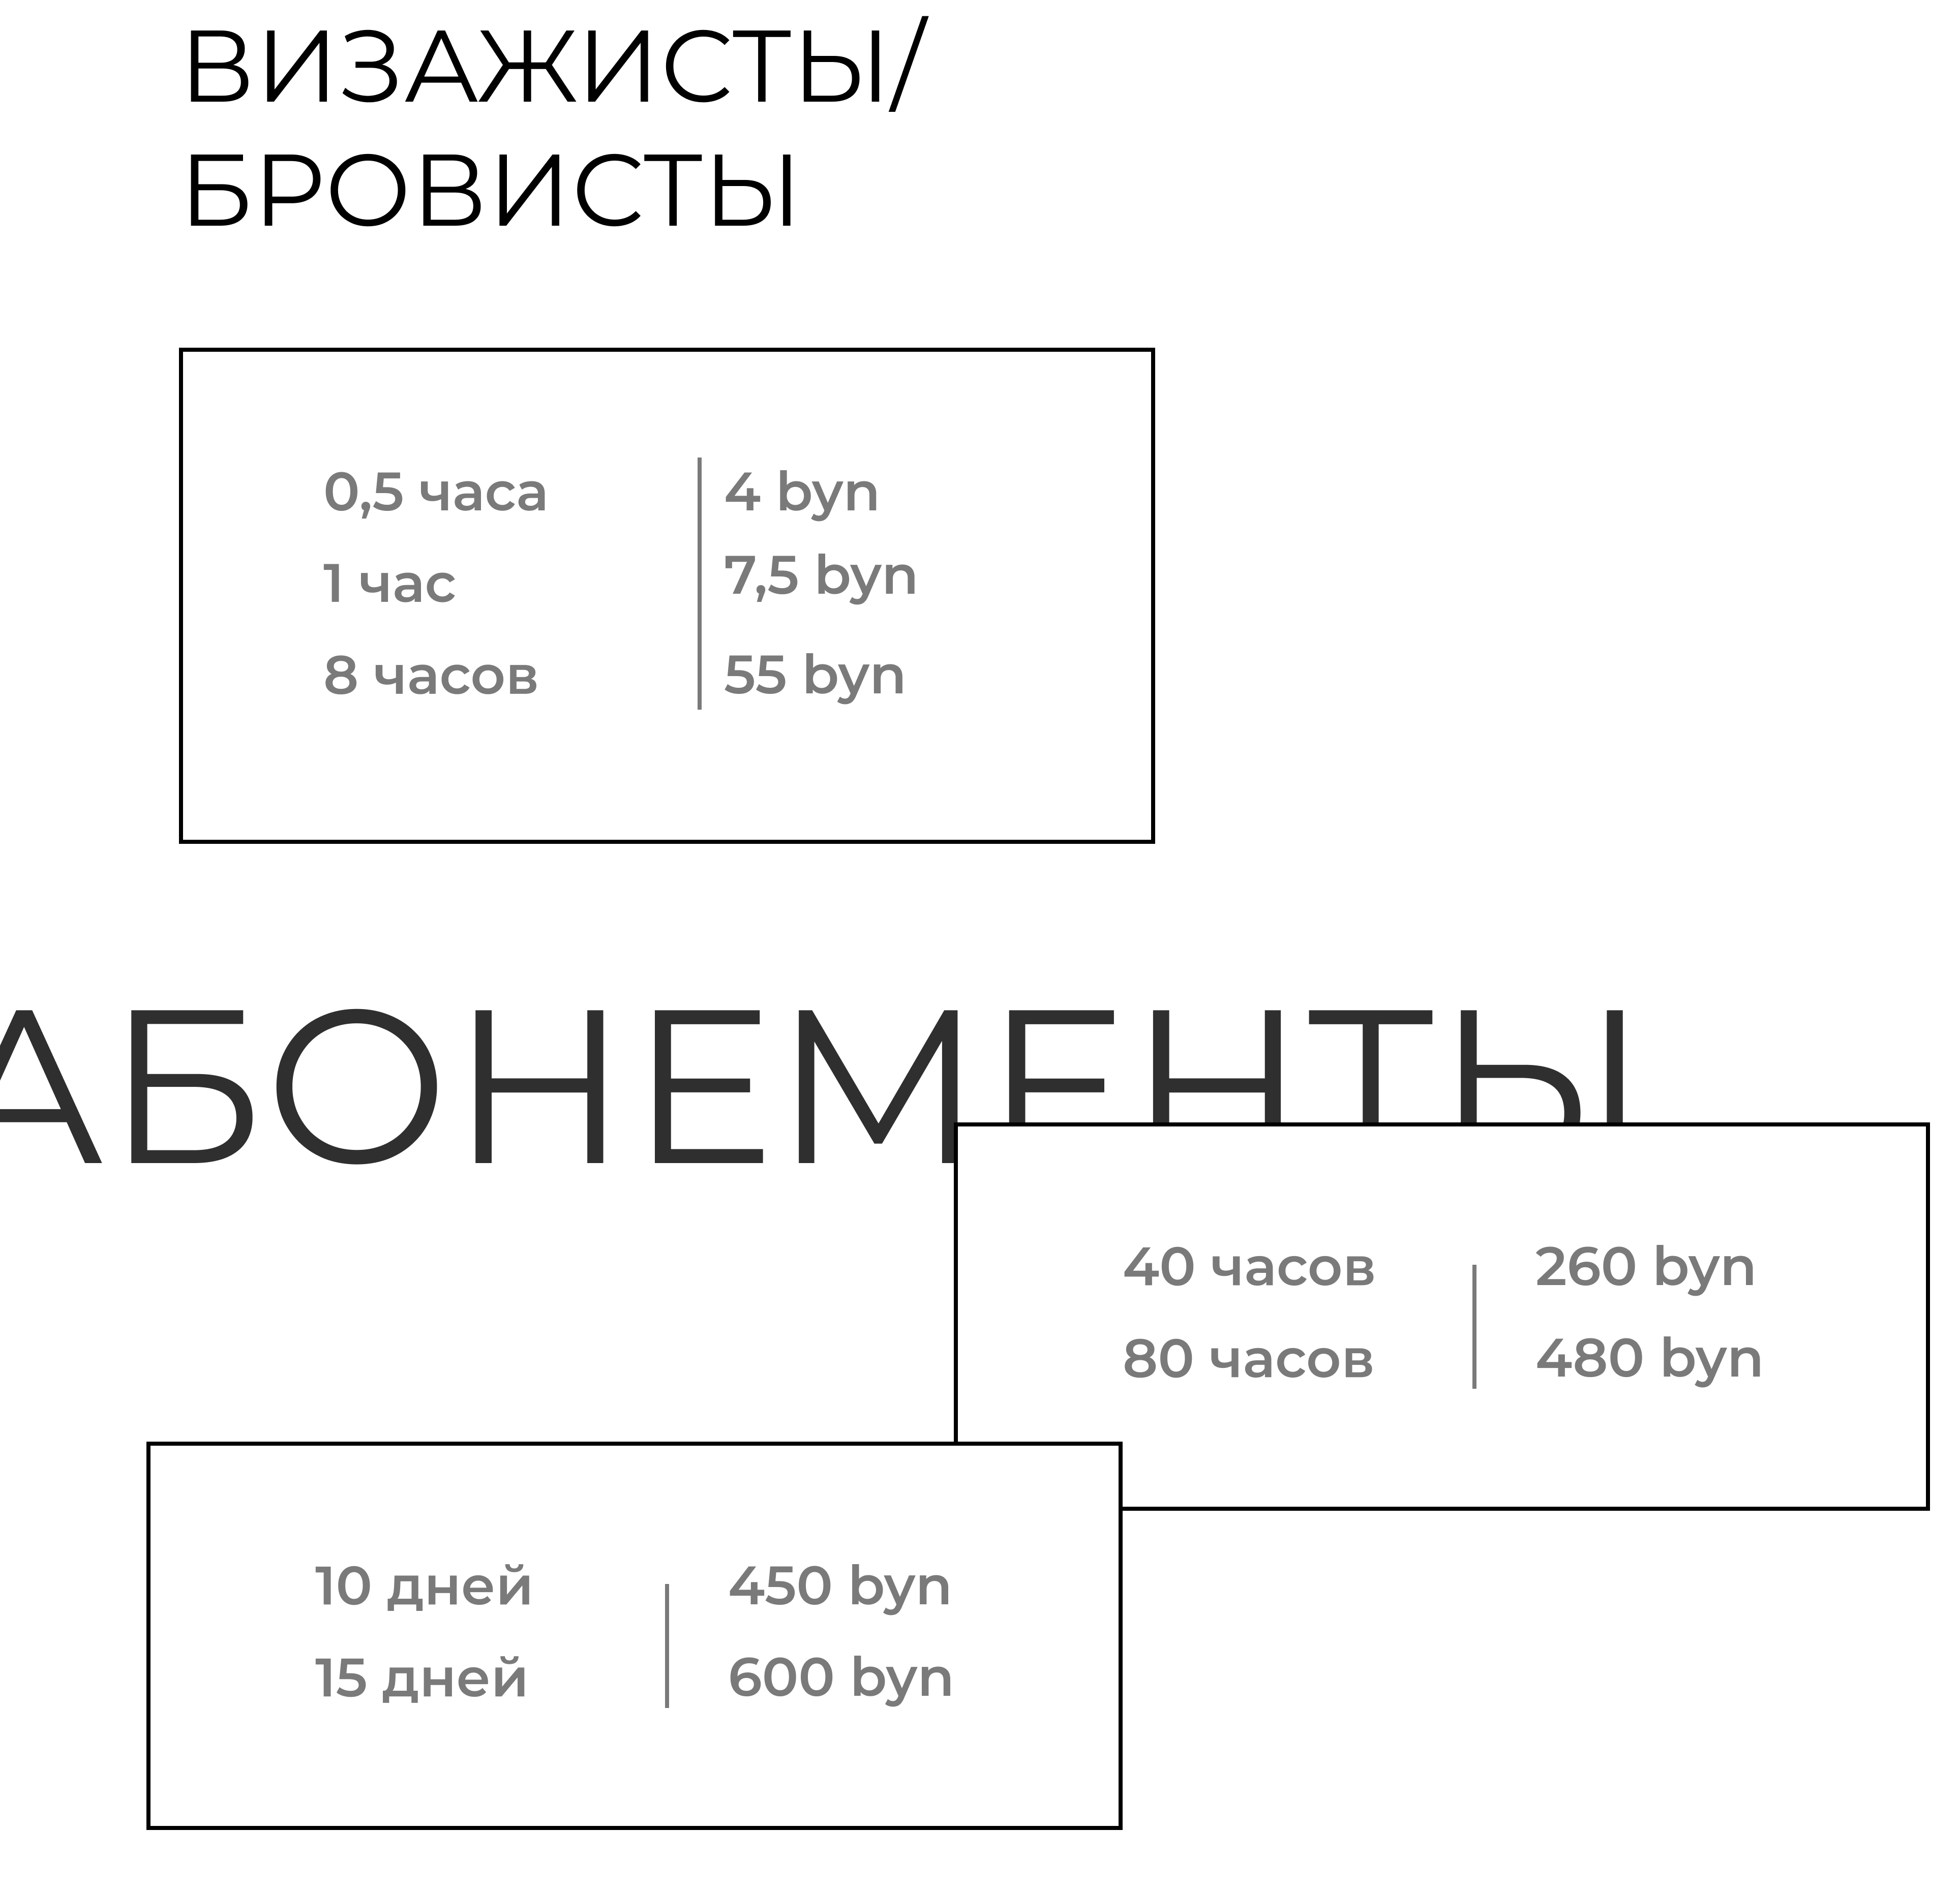 ВИЗАЖИСТЫ/
БРОВИСТЫ
0,5 часа 4 byn
1 час 7,5 byn
8 часов 55 byn
АБОНЕМЕНТЫ
40 часов 260 byn
80 часов 480 byn
10 дней 450 byn
15 дней 600 byn